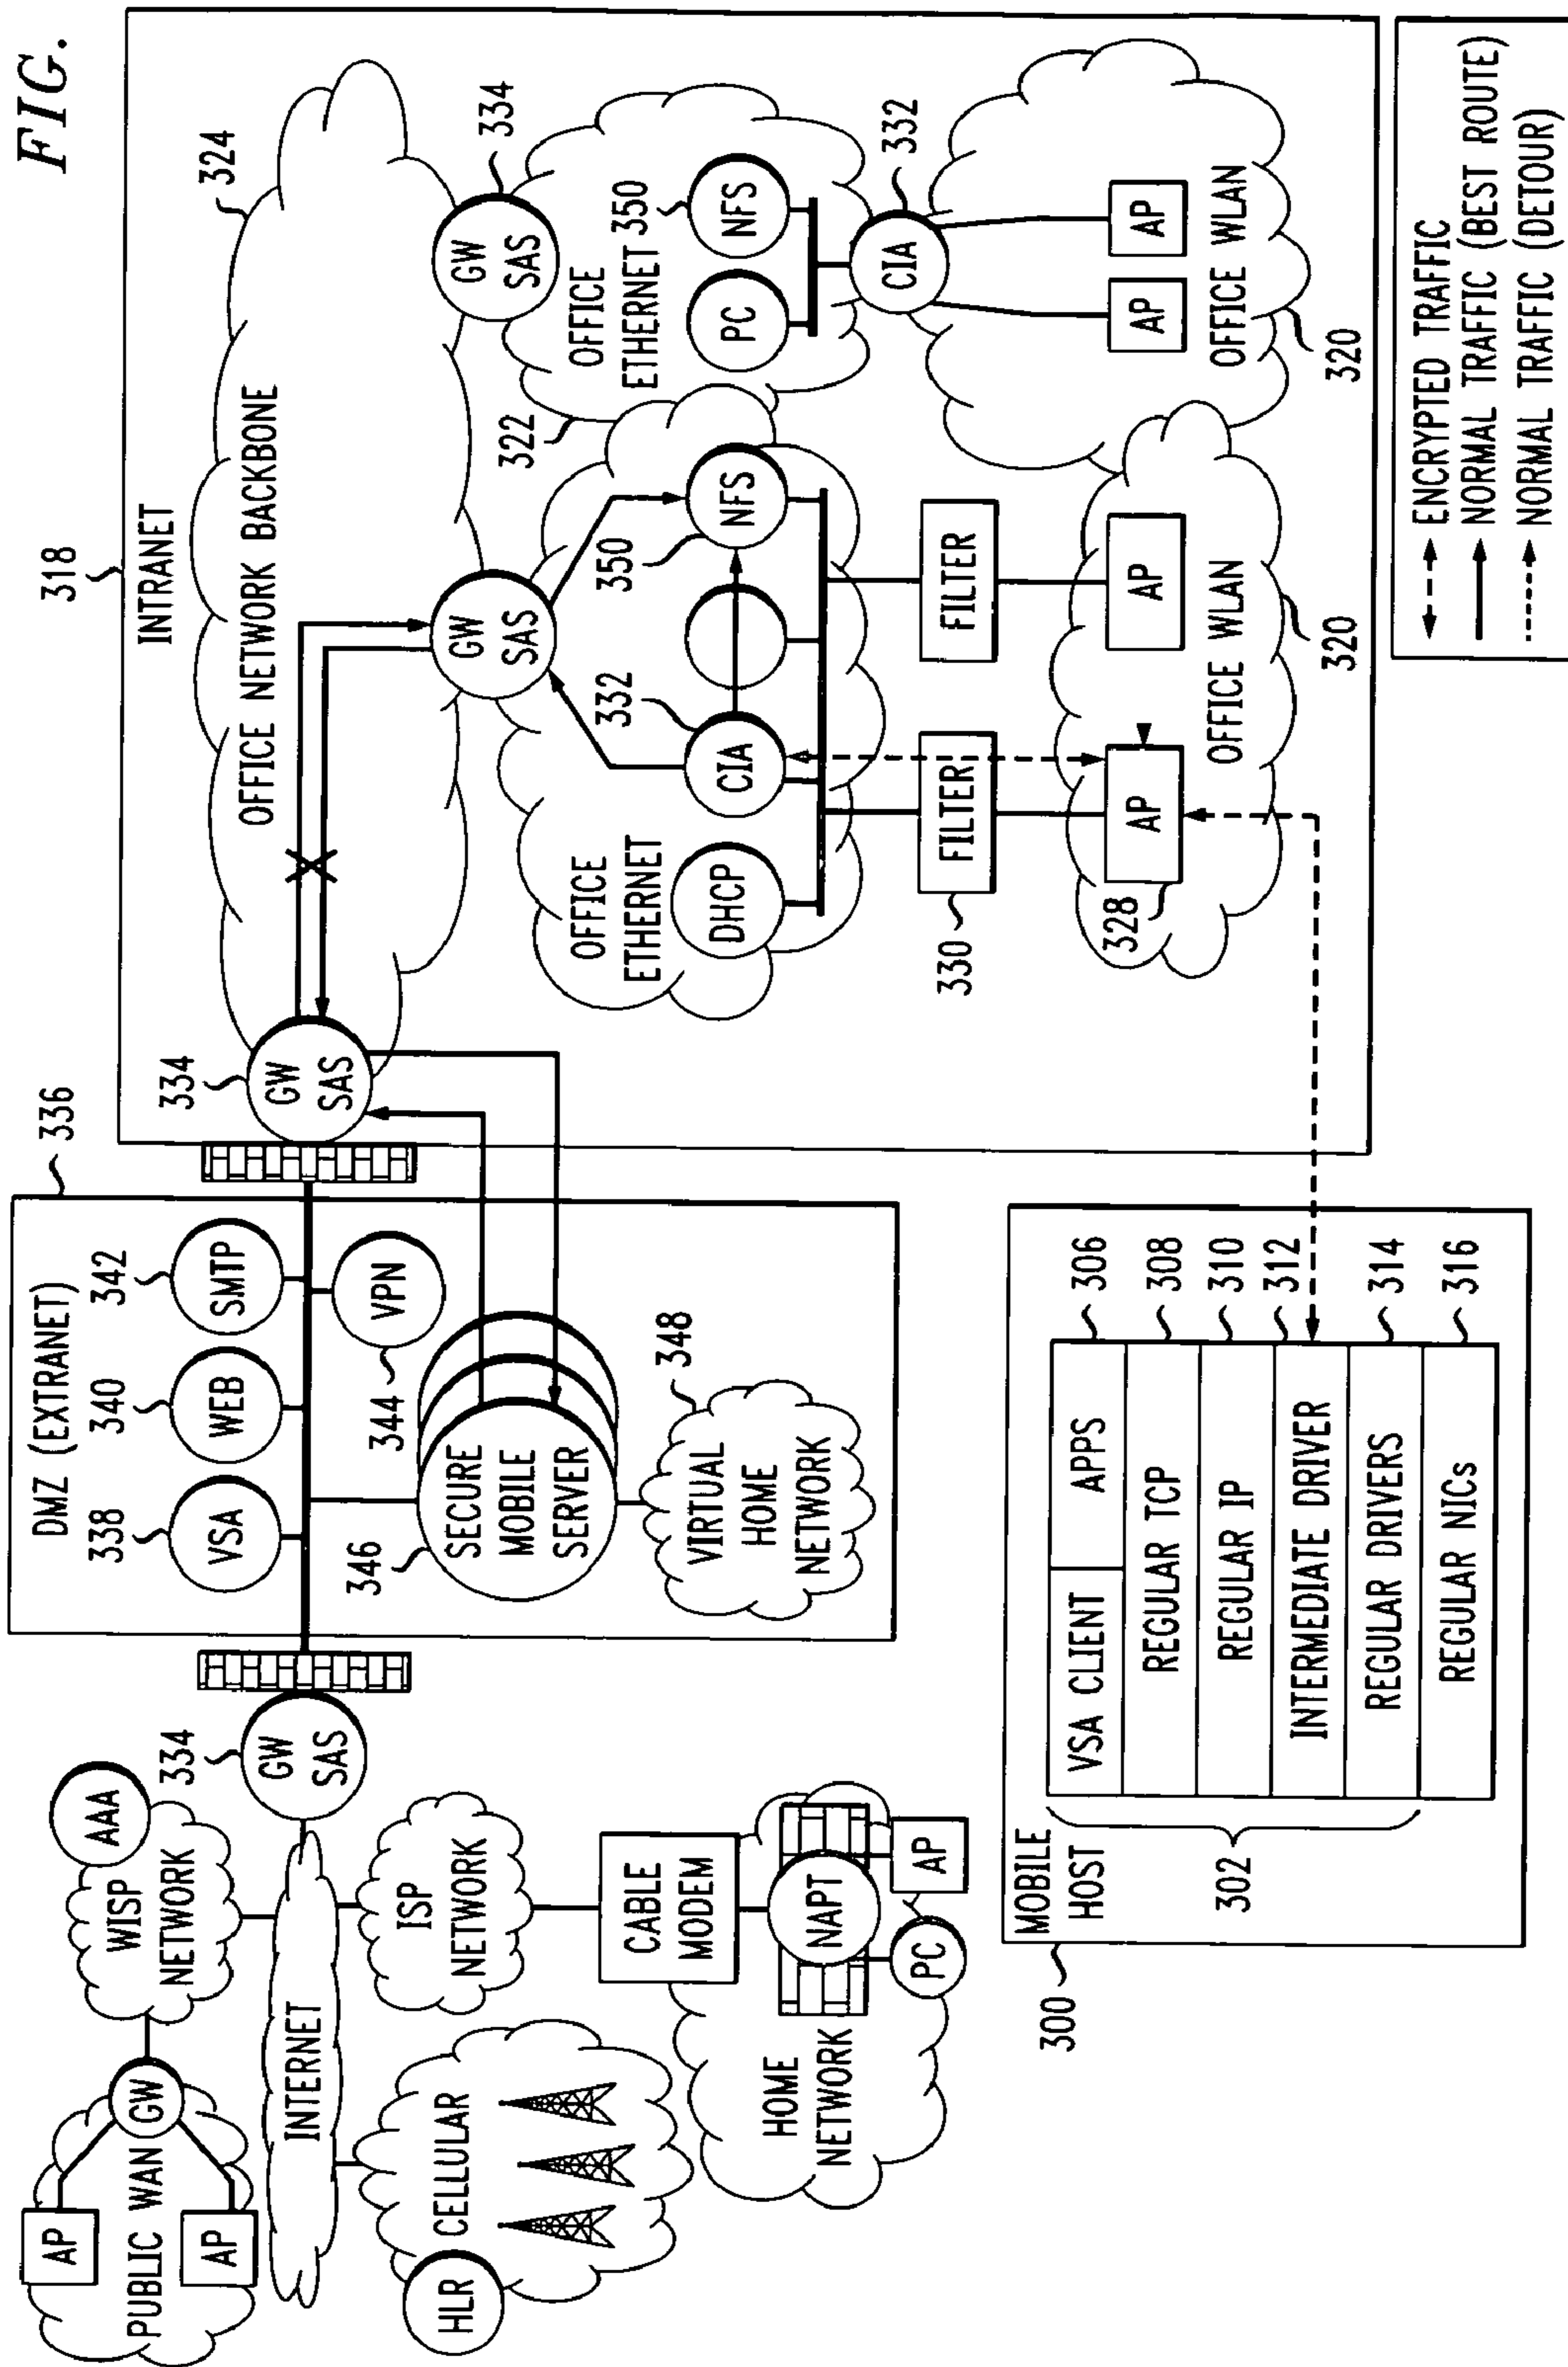 FIG.
318
INTRANET
OFFICE NETWORK BACKBONE
324
334
GW
SAS
GW
SAS
GW
SAS
334
OFFICE
ETHERNET
322
OFFICE
ETHERNET
350
PC
NFS
CIA
332
AP
AP
OFFICE WLAN
320
DHCP
CIA
332
NFS
350
FILTER
330
FILTER
AP
328
AP
OFFICE WLAN
320
336
DMZ (EXTRANET)
338
340
342
VSA
WEB
SMTP
VPN
344
346
SECURE
MOBILE
SERVER
348
VIRTUAL
HOME
NETWORK
334
GW
SAS
AAA
WISP
NETWORK
AP
AP
GW
PUBLIC WAN
INTERNET
HLR
CELLULAR
ISP
NETWORK
CABLE
MODEM
HOME
NETWORK
NAPT
AP
PC
MOBILE
HOST
300
302
VSA CLIENT
APPS
306
REGULAR TCP
308
REGULAR IP
310
INTERMEDIATE DRIVER
312
REGULAR DRIVERS
314
REGULAR NICs
316
ENCRYPTED TRAFFIC
NORMAL TRAFFIC (BEST ROUTE)
NORMAL TRAFFIC (DETOUR)